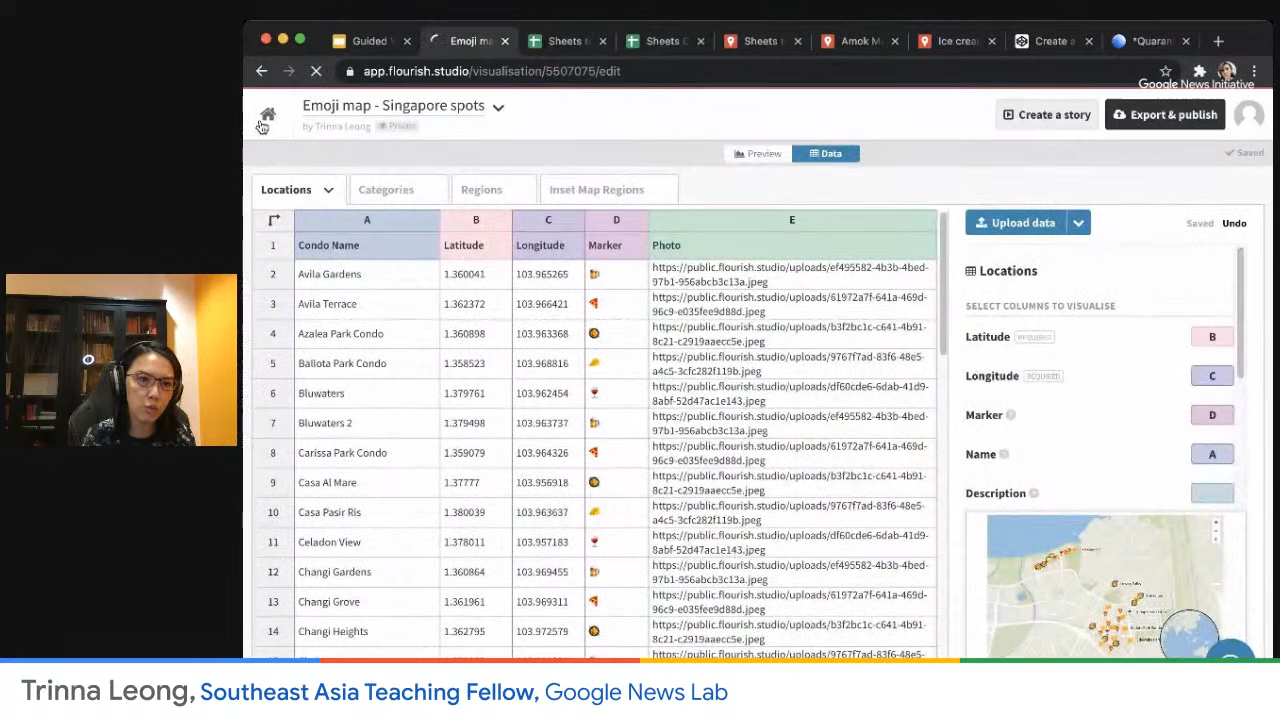 Guided V
Emoji ma
Sheets to
Sheets C
Sheets t
Amok M
Ice crea
Create a
*Quaran
app.flourish.studio/visualisation/5507075/edit
Google News Initiative
Emoji map - Singapore spots
by Trinna Leong Private
Create a story
Export & publish
Preview Data
Saved
Locations Categories Regions Inset Map Regions
A B C D E
1 Condo Name Latitude Longitude Marker Photo
2 Avila Gardens 1.360041 103.965265 https://public.flourish.studio/uploads/ef495582-4b3b-4bed-
97b1-956abcb3c13a.jpeg
3 Avila Terrace 1.362372 103.966421 https://public.flourish.studio/uploads/61972a7f-641a-469d-
96c9-e035fee9d88d.jpeg
4 Azalea Park Condo 1.360898 103.963368 https://public.flourish.studio/uploads/b3f2bc1c-c641-4b91-
8c21-c2919aaecc5e.jpeg
5 Ballota Park Condo 1.358523 103.968816 https://public.flourish.studio/uploads/9767f7ad-83f6-48e5-
a4c5-3cfc282f119b.jpeg
6 Bluwaters 1.379761 103.962454 https://public.flourish.studio/uploads/df60cde6-6dab-41d9-
8abf-52d47ac1e143.jpeg
7 Bluwaters 2 1.379498 103.963737 https://public.flourish.studio/uploads/ef495582-4b3b-4bed-
97b1-956abcb3c13a.jpeg
8 Carissa Park Condo 1.359079 103.964326 https://public.flourish.studio/uploads/61972a7f-641a-469d-
96c9-e035fee9d88d.jpeg
9 Casa Al Mare 1.37777 103.956918 https://public.flourish.studio/uploads/b3f2bc1c-c641-4b91-
8c21-c2919aaecc5e.jpeg
10 Casa Pasir Ris 1.380039 103.963637 https://public.flourish.studio/uploads/9767f7ad-83f6-48e5-
a4c5-3cfc282f119b.jpeg
11 Celadon View 1.378011 103.957183 https://public.flourish.studio/uploads/df60cde6-6dab-41d9-
8abf-52d47ac1e143.jpeg
12 Changi Gardens 1.360864 103.969455 https://public.flourish.studio/uploads/ef495582-4b3b-4bed-
97b1-956abcb3c13a.jpeg
13 Changi Grove 1.361961 103.969311 https://public.flourish.studio/uploads/61972a7f-641a-469d-
96c9-e035fee9d88d.jpeg
14 Changi Heights 1.362795 103.972579 https://public.flourish.studio/uploads/b3f2bc1c-c641-4b91-
8c21-c2919aaecc5e.jpeg
Upload data
Saved Undo
Locations
SELECT COLUMNS TO VISUALISE
Latitude REQUIRED B
Longitude REQUIRED C
Marker D
Name A
Description
Trinna Leong, Southeast Asia Teaching Fellow, Google News Lab